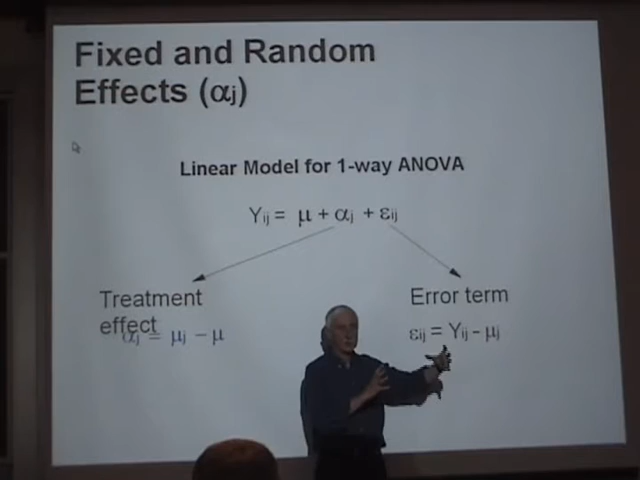 Fixed and Random
Effects (αj)
Linear Model for 1-way ANOVA
Yij = μ + αj + εij
Treatment
effect
αj = μj − μ
Error term
εij = Yij - μj